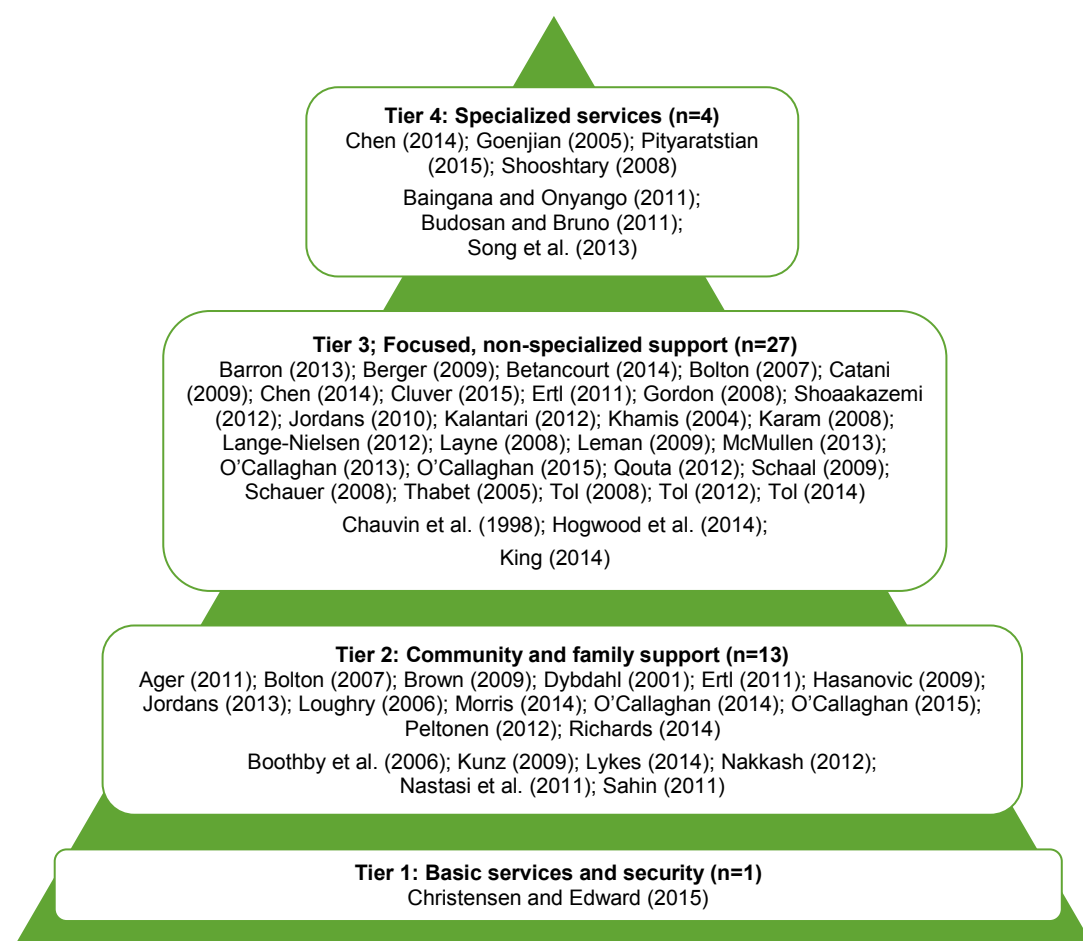 Tier 4: Specialized services (n=4)
Chen (2014); Goenjian (2005); Pityaratstian
(2015); Shooshtary (2008)
Baingana and Onyango (2011);
Budosan and Bruno (2011);
Song et al. (2013)
Tier 3; Focused, non-specialized support (n=27)
Barron (2013); Berger (2009); Betancourt (2014); Bolton (2007); Catani
(2009); Chen (2014); Cluver (2015); Ertl (2011); Gordon (2008); Shoaakazemi
(2012); Jordans (2010); Kalantari (2012); Khamis (2004); Karam (2008);
Lange-Nielsen (2012); Layne (2008); Leman (2009); McMullen (2013);
O’Callaghan (2013); O’Callaghan (2015); Qouta (2012); Schaal (2009);
Schauer (2008); Thabet (2005); Tol (2008); Tol (2012); Tol (2014)
Chauvin et al. (1998); Hogwood et al. (2014);
King (2014)
Tier 2: Community and family support (n=13)
Ager (2011); Bolton (2007); Brown (2009); Dybdahl (2001); Ertl (2011); Hasanovic (2009);
Jordans (2013); Loughry (2006); Morris (2014); O’Callaghan (2014); O’Callaghan (2015);
Peltonen (2012); Richards (2014)
Boothby et al. (2006); Kunz (2009); Lykes (2014); Nakkash (2012);
Nastasi et al. (2011); Sahin (2011)
Tier 1: Basic services and security (n=1)
Christensen and Edward (2015)